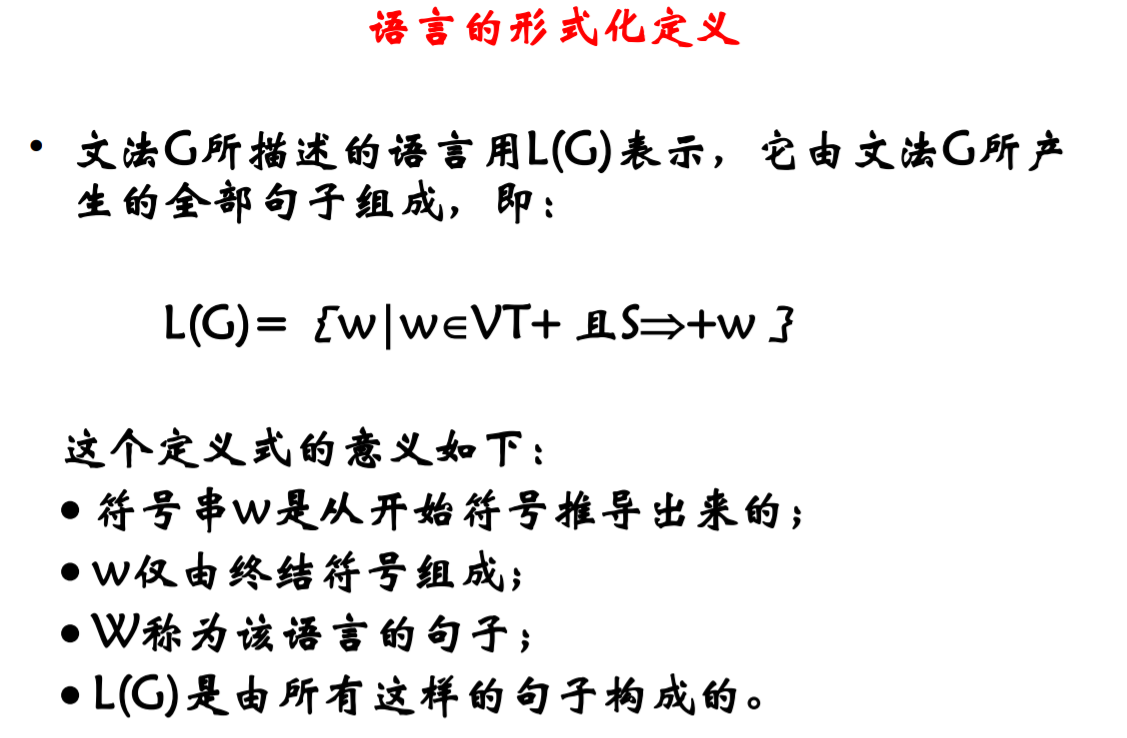 语言的形式化定义
• 文法G所描述的语言用L(G)表示，它由文法G所产
生的全部句子组成，即：
L(G)= {w|w∈VT+ 且S⇒+w }
这个定义式的意义如下：
● 符号串w是从开始符号推导出来的；
● w仅由终结符号组成；
● W称为该语言的句子；
● L(G)是由所有这样的句子构成的。